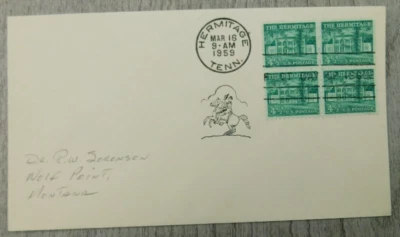 HERMITAGE
MAR 16
9-AM
1959
TENN.
THE HERMITAGE
THE HERMITAGE
THE HERMITAGE
THE HERMITAGE
Dr. R.W. Sorenson
Wolf Point,
Montana